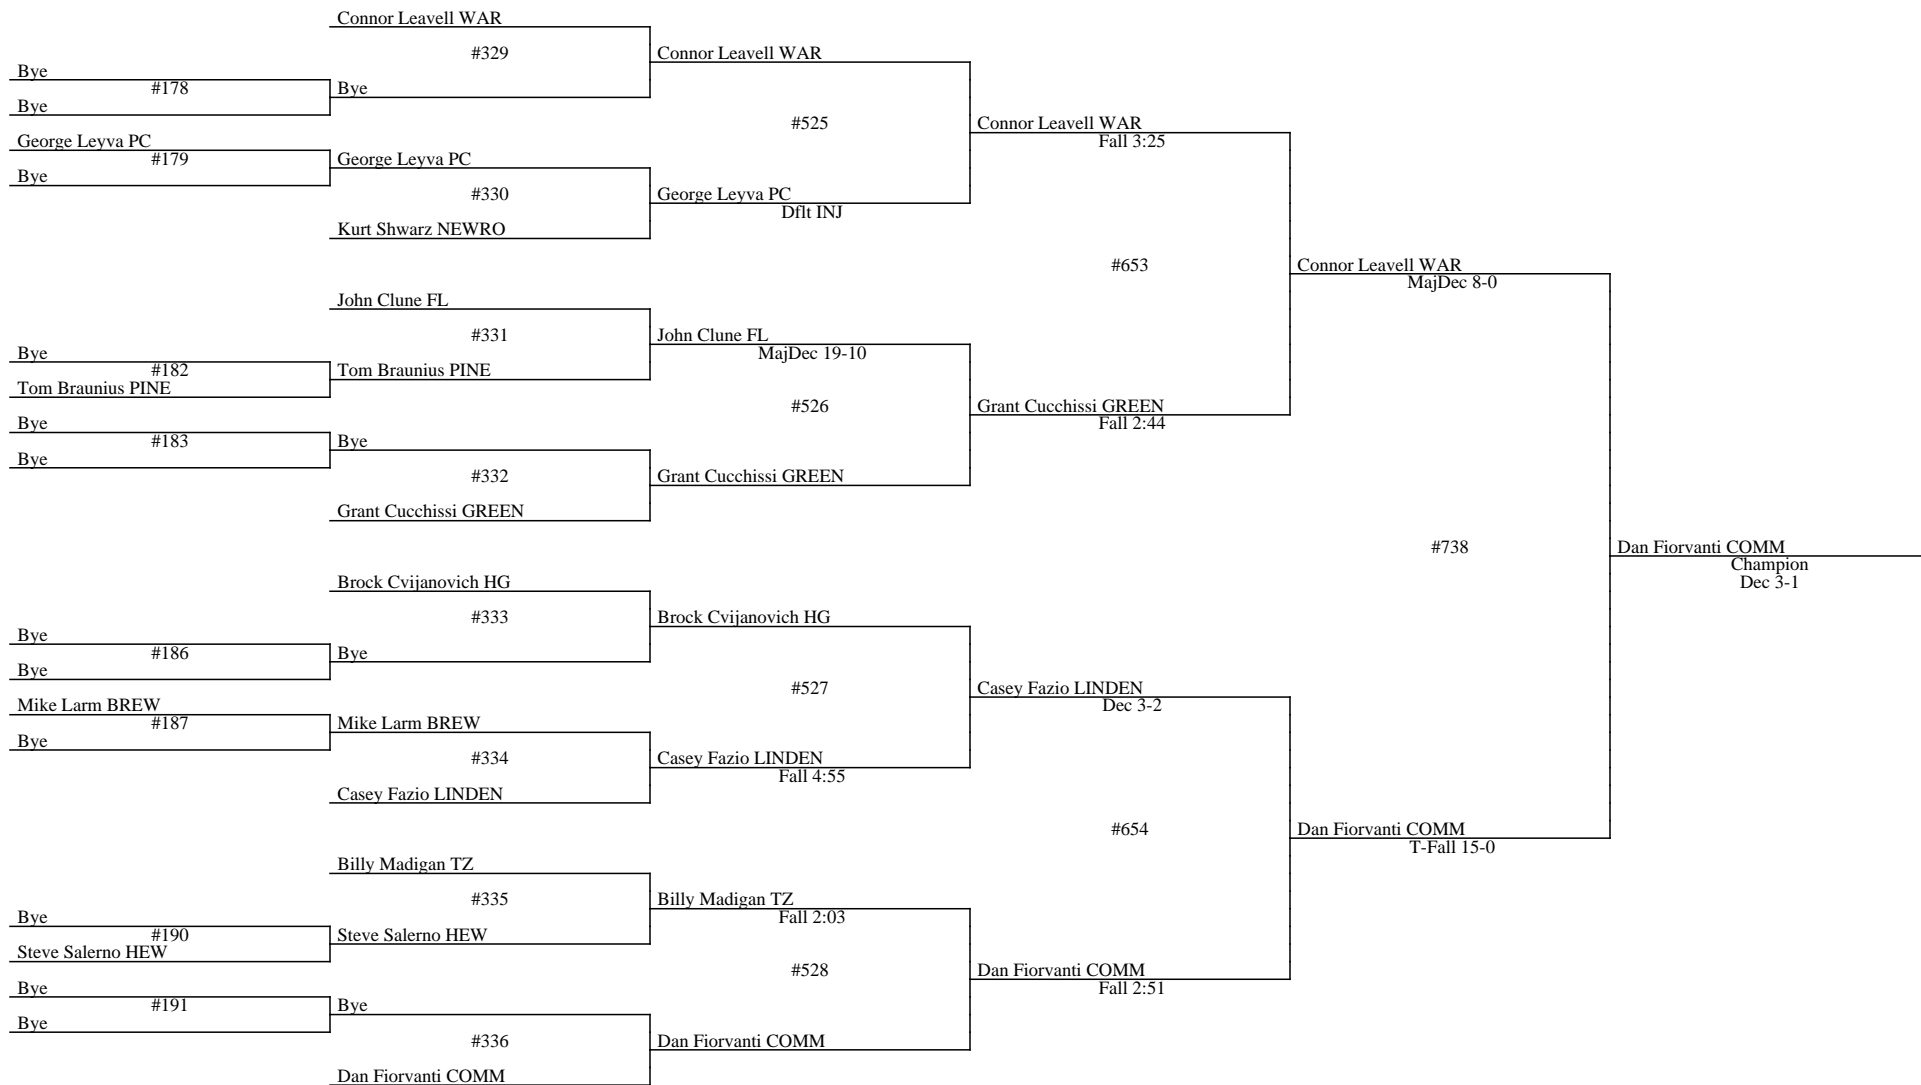 Connor Leavell WAR
#329
Connor Leavell WAR
Bye
#178
Bye
Bye
George Leyva PC
#179
Bye
#525
Connor Leavell WAR
Fall 3:25
George Leyva PC
#330
George Leyva PC
Dflt INJ
Kurt Shwarz NEWRO
#653
Connor Leavell WAR
MajDec 8-0
John Clune FL
#331
John Clune FL
MajDec 19-10
Bye
#182
Tom Braunius PINE
Tom Braunius PINE
#526
Grant Cucchissi GREEN
Fall 2:44
Bye
#183
Bye
Bye
#332
Grant Cucchissi GREEN
Grant Cucchissi GREEN
#738
Dan Fiorvanti COMM
Champion
Dec 3-1
Brock Cvijanovich HG
#333
Brock Cvijanovich HG
Bye
#186
Bye
Bye
#527
Casey Fazio LINDEN
Dec 3-2
Mike Larm BREW
#187
Bye
Mike Larm BREW
#334
Casey Fazio LINDEN
Fall 4:55
Casey Fazio LINDEN
#654
Dan Fiorvanti COMM
T-Fall 15-0
Billy Madigan TZ
#335
Billy Madigan TZ
Fall 2:03
Bye
#190
Steve Salerno HEW
Steve Salerno HEW
#528
Dan Fiorvanti COMM
Fall 2:51
Bye
#191
Bye
Bye
#336
Dan Fiorvanti COMM
Dan Fiorvanti COMM